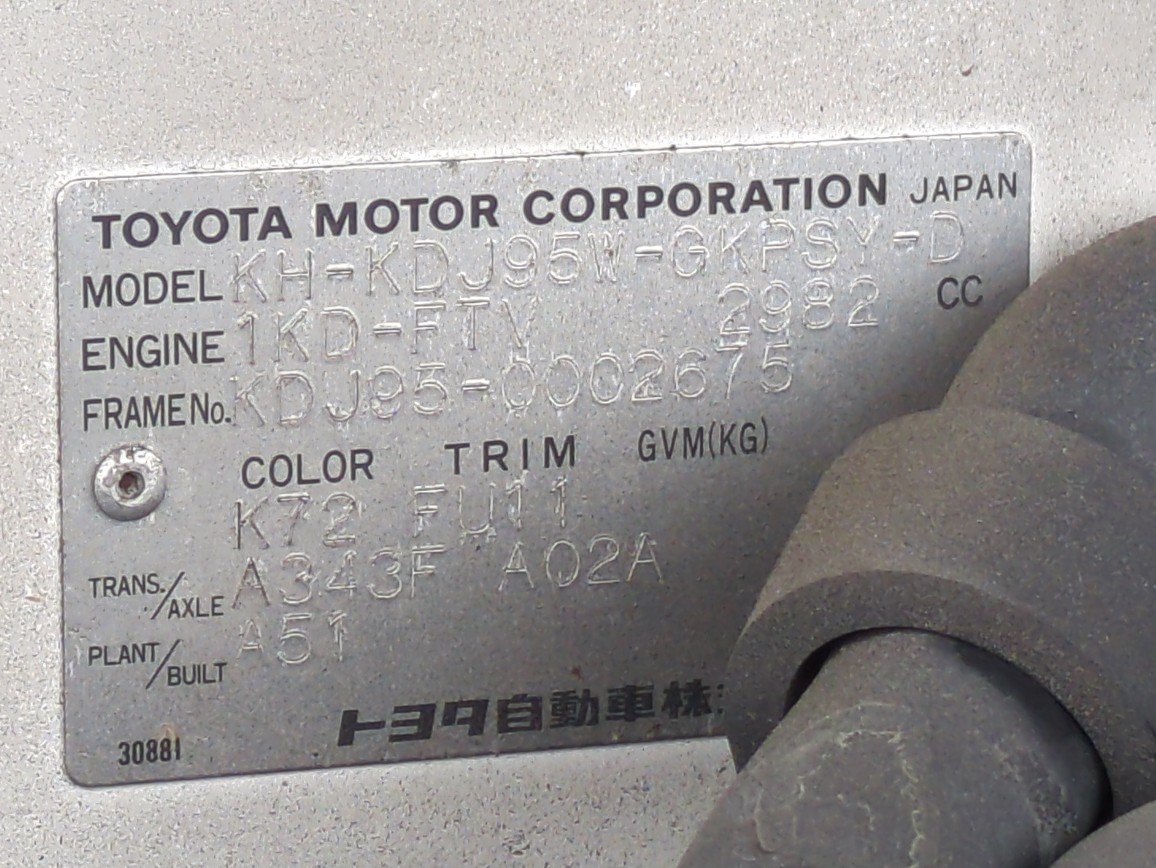 TOYOTA MOTOR CORPORATION JAPAN
MODEL KH-KDJ95W-GKPSY-D
ENGINE 1KD-FTV 2982 CC
FRAME No. KDJ95-0002675
COLOR TRIM GVM(KG)
K72 FU11
TRANS./AXLE A343F A02A
PLANT/BUILT A51
トヨタ自動車株
30881